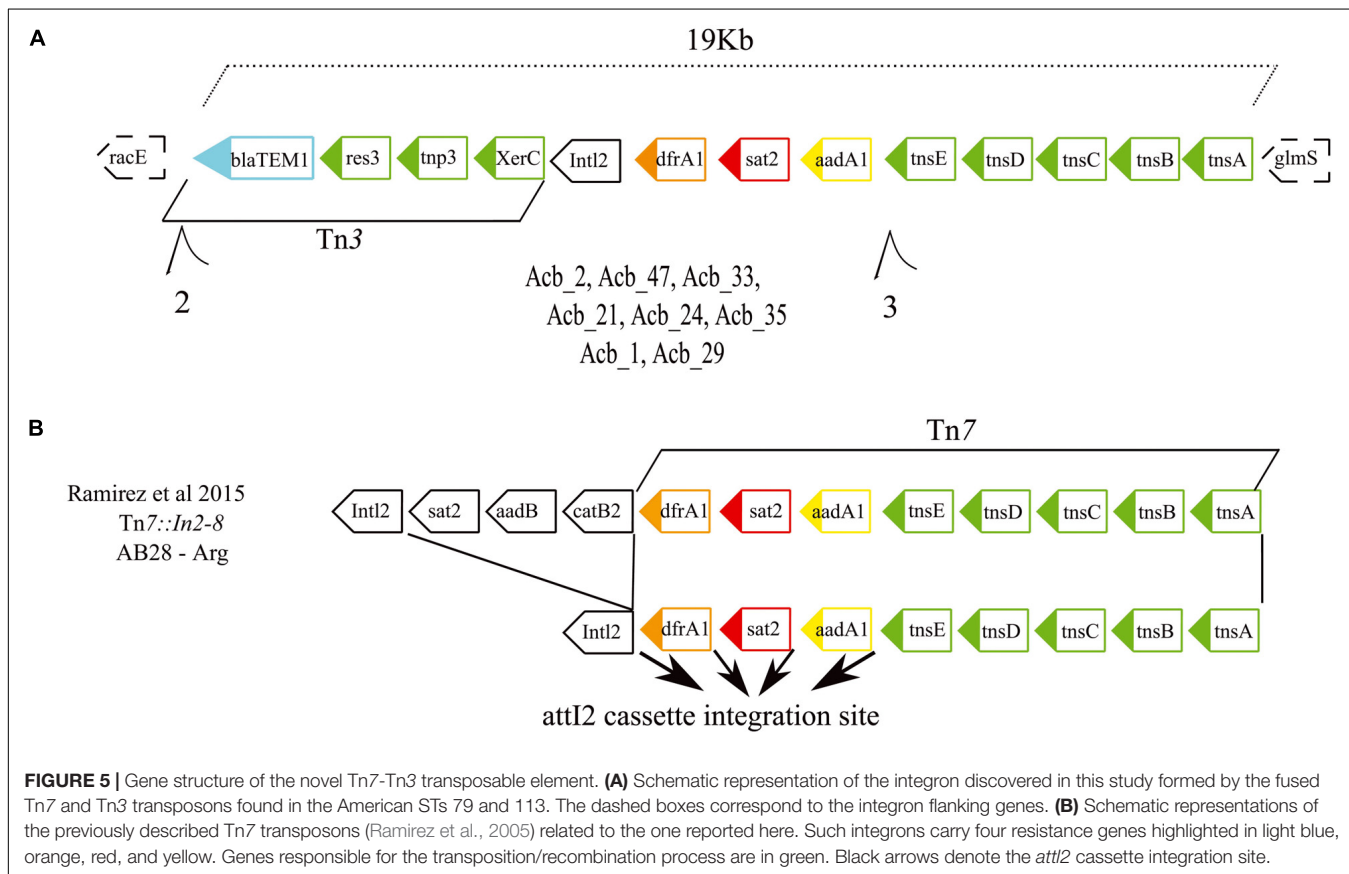 A
19Kb
racE blaTEM1 res3 tnp3 XerC Intl2 dfrA1 sat2 aadA1 tnsE tnsD tnsC tnsB tnsA glmS
Tn3
2
Acb_2, Acb_47, Acb_33,
Acb_21, Acb_24, Acb_35
Acb_1, Acb_29
3
B
Tn7
Ramirez et al 2015
Tn7::In2-8
AB28 - Arg
Intl2 sat2 aadB catB2 dfrA1 sat2 aadA1 tnsE tnsD tnsC tnsB tnsA
Intl2 dfrA1 sat2 aadA1 tnsE tnsD tnsC tnsB tnsA
attI2 cassette integration site
FIGURE 5 | Gene structure of the novel Tn7-Tn3 transposable element. (A) Schematic representation of the integron discovered in this study formed by the fused
Tn7 and Tn3 transposons found in the American STs 79 and 113. The dashed boxes correspond to the integron flanking genes. (B) Schematic representations of
the previously described Tn7 transposons (Ramirez et al., 2005) related to the one reported here. Such integrons carry four resistance genes highlighted in light blue,
orange, red, and yellow. Genes responsible for the transposition/recombination process are in green. Black arrows denote the attI2 cassette integration site.